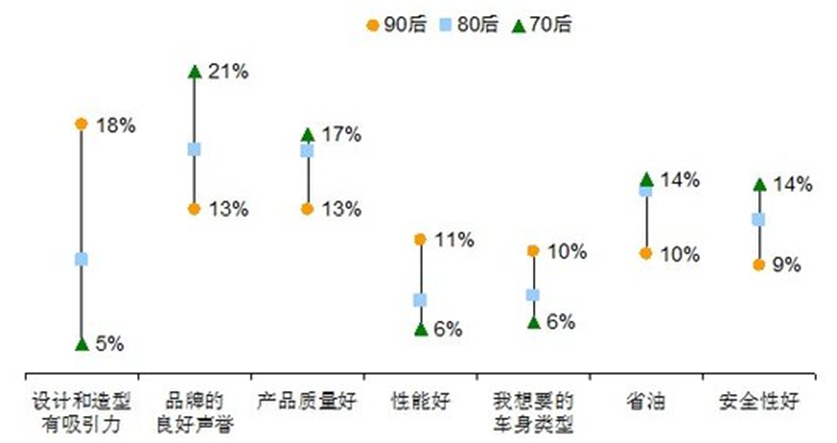 90后 80后 70后
21%
18%
17%
13%
13%
14%
14%
11%
10%
10%
9%
5%
6%
6%
设计和造型
有吸引力
品牌的
良好声誉
产品质量好
性能好
我想要的
车身类型
省油
安全性好